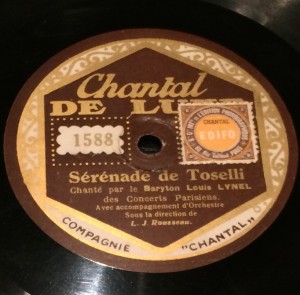 Chantal
DE LU
1588
CHANTAL
EDIFO
Sérénade de Toselli
Chanté par le Baryton Louis LYNEL
des Concerts Parisiens.
Avec accompagnement d'Orchestre
Sous la direction de
L. J. Rousseau.
COMPAGNIE "CHANTAL"